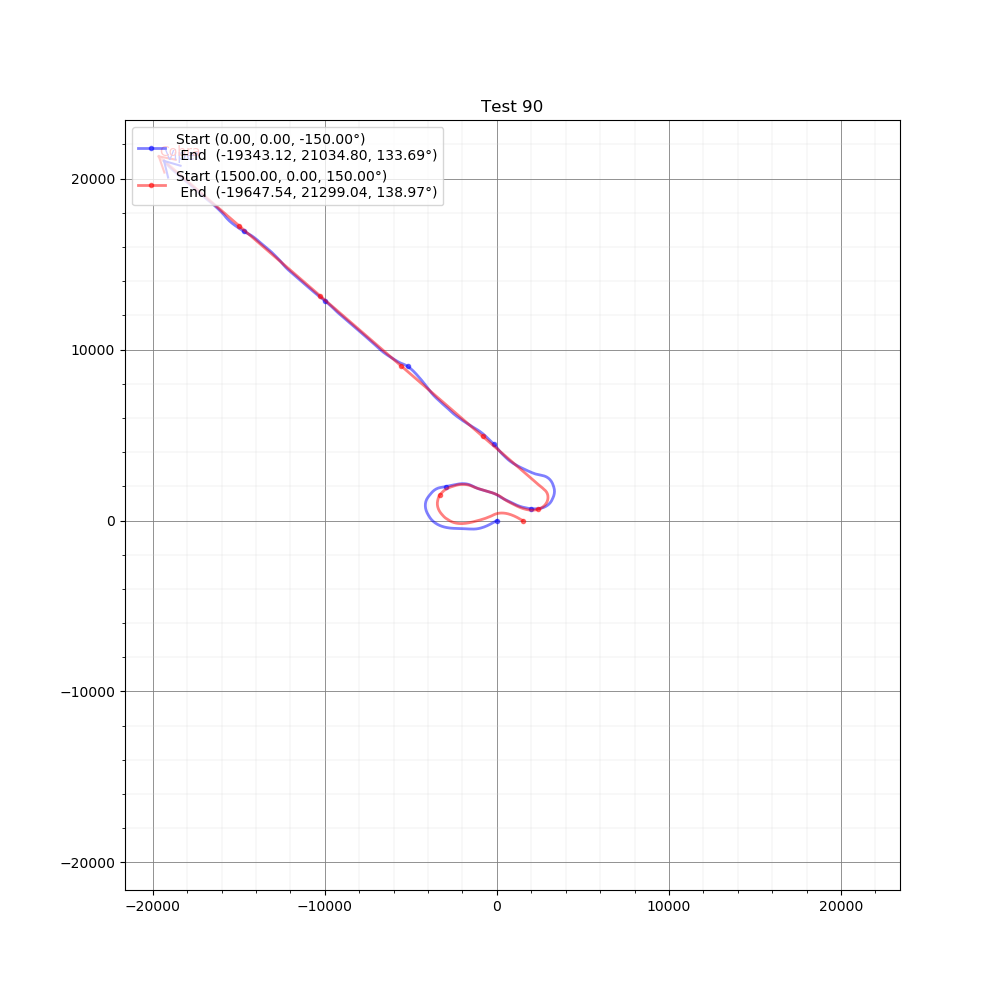 Test 90
Start (0.00, 0.00, -150.00°)
End (-19343.12, 21034.80, 133.69°)
Start (1500.00, 0.00, 150.00°)
End (-19647.54, 21299.04, 138.97°)
20000
10000
0
−10000
−20000
−20000 −10000 0 10000 20000